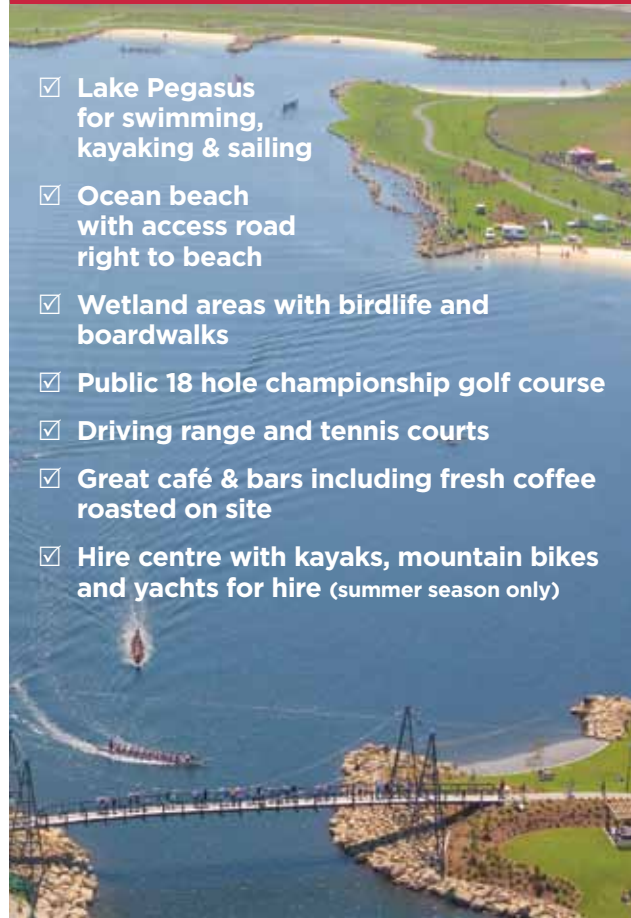 ☑ Lake Pegasus
for swimming,
kayaking & sailing
☑ Ocean beach
with access road
right to beach
☑ Wetland areas with birdlife and
boardwalks
☑ Public 18 hole championship golf course
☑ Driving range and tennis courts
☑ Great café & bars including fresh coffee
roasted on site
☑ Hire centre with kayaks, mountain bikes
and yachts for hire (summer season only)